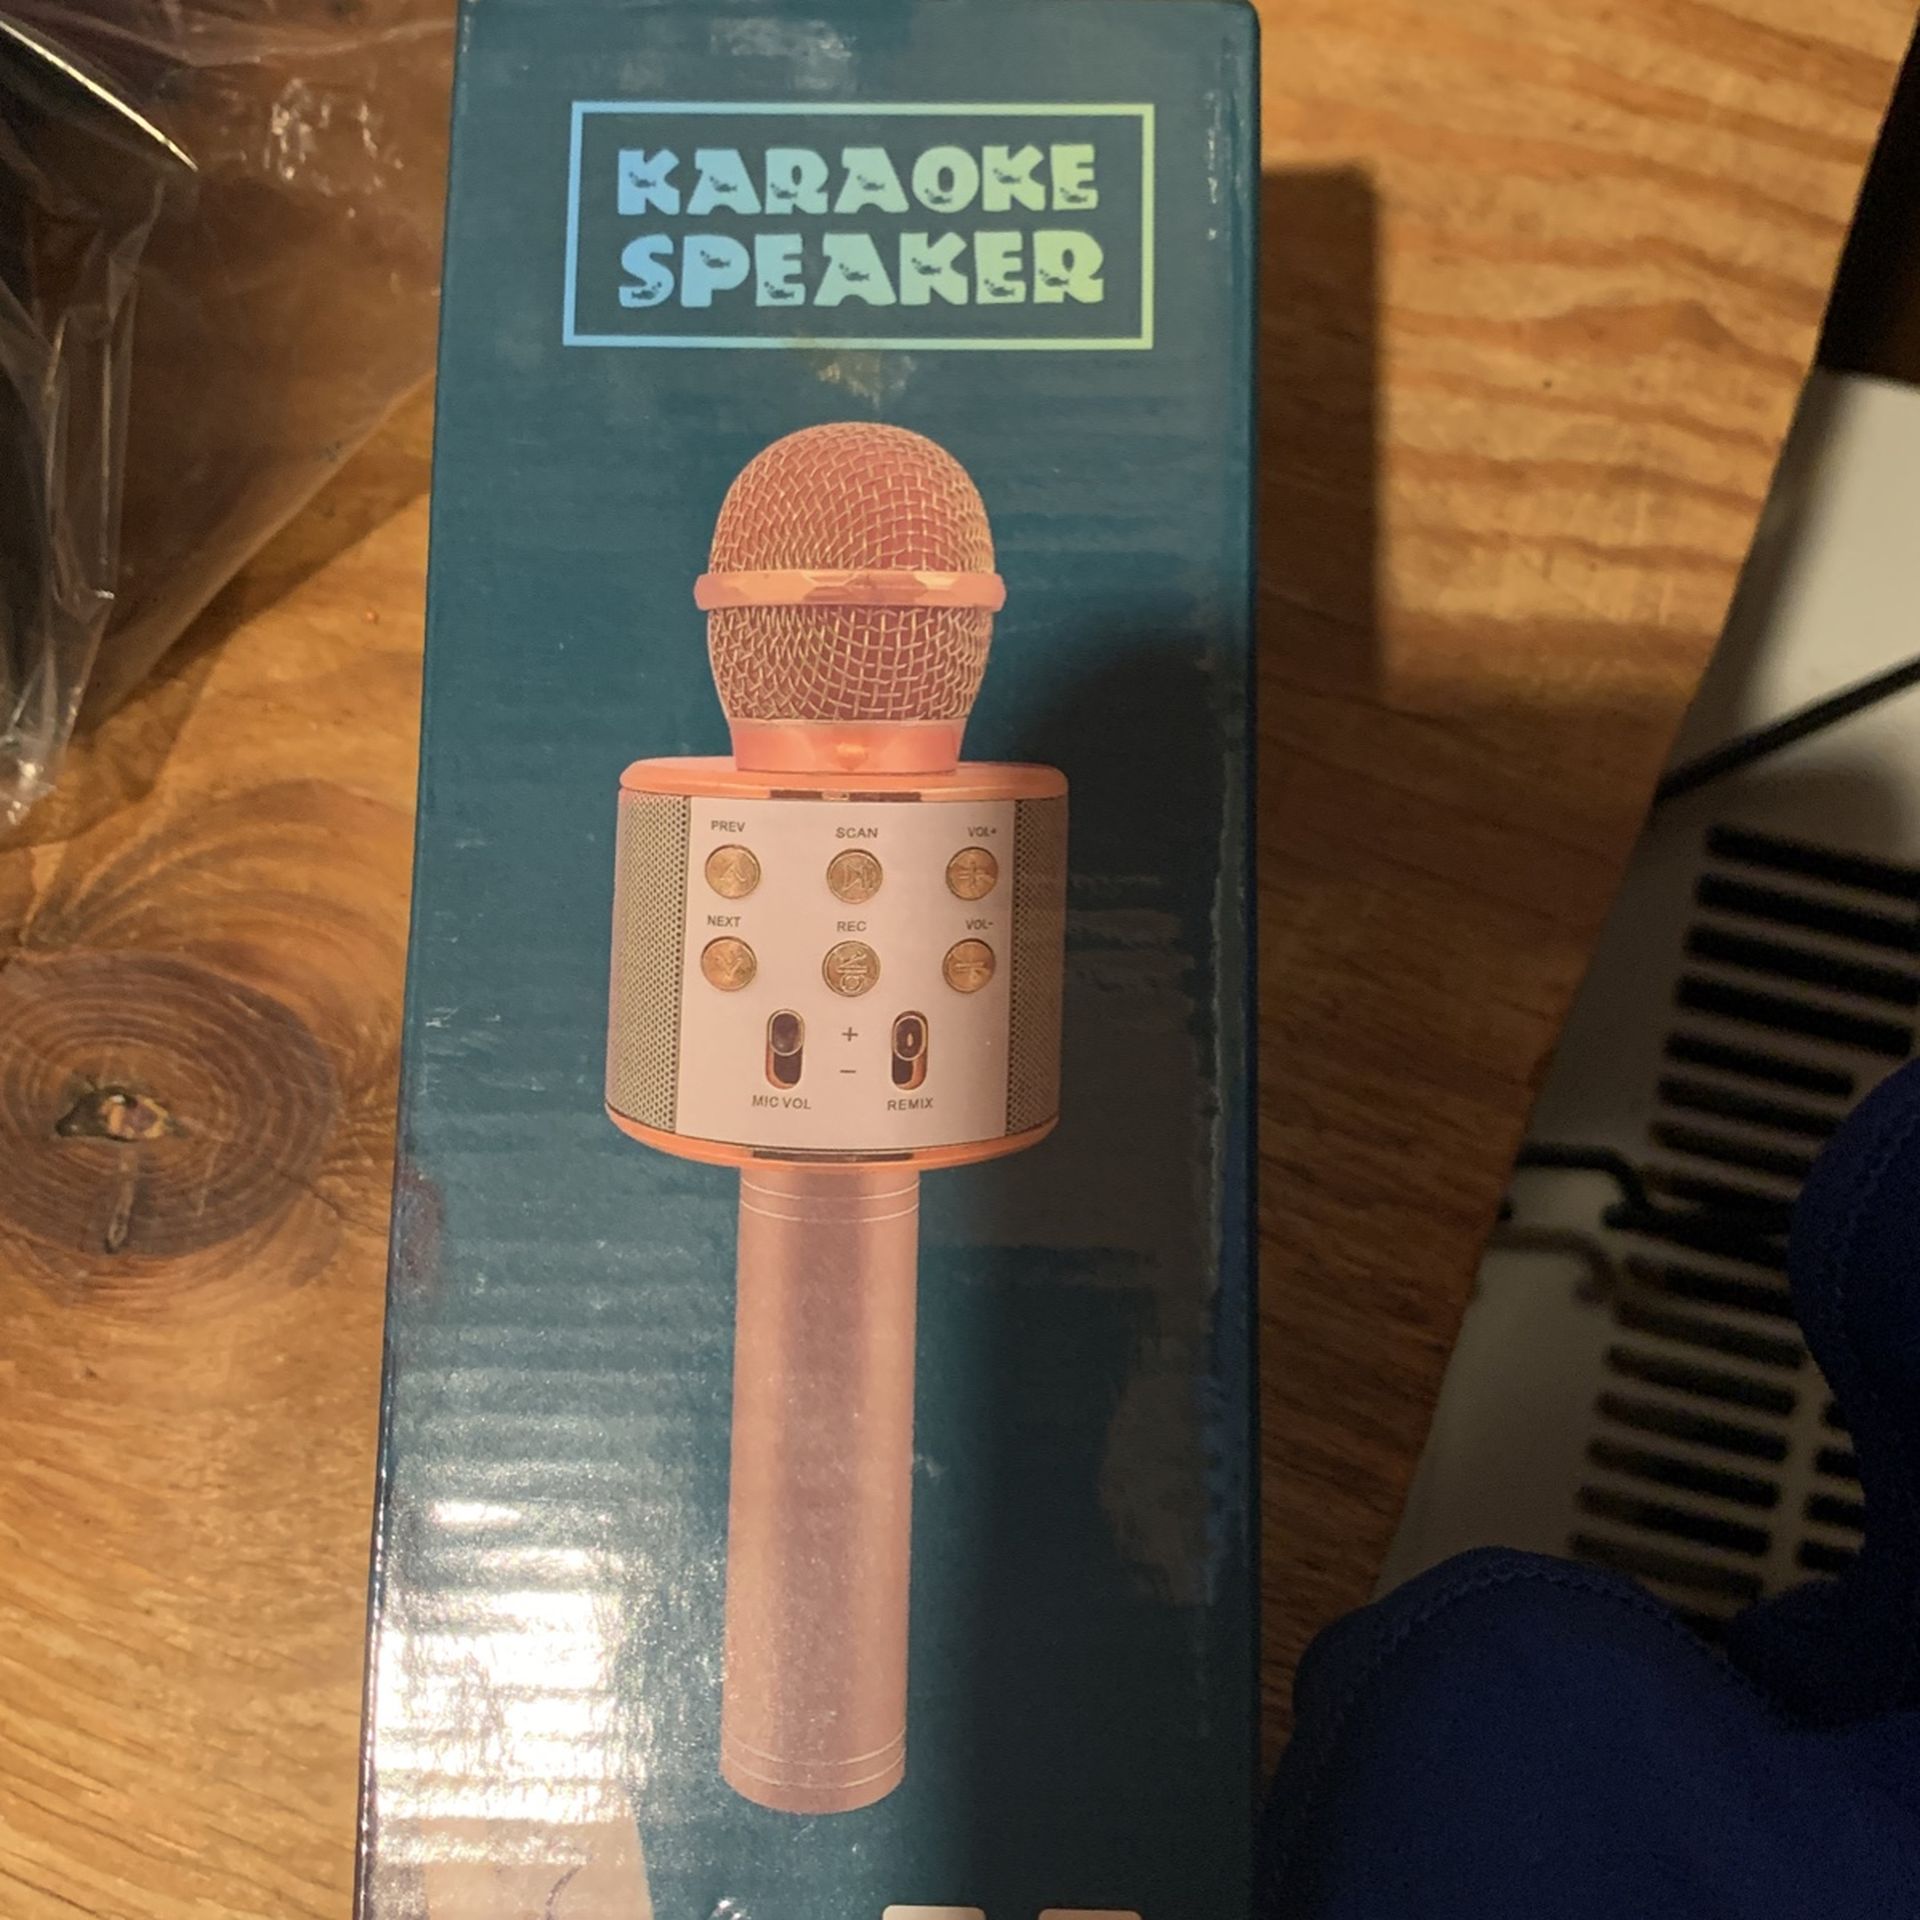 KARAOKE
SPEAKER
PREV SCAN VOL+
NEXT REC VOL-
+
-
MIC VOL REMIX